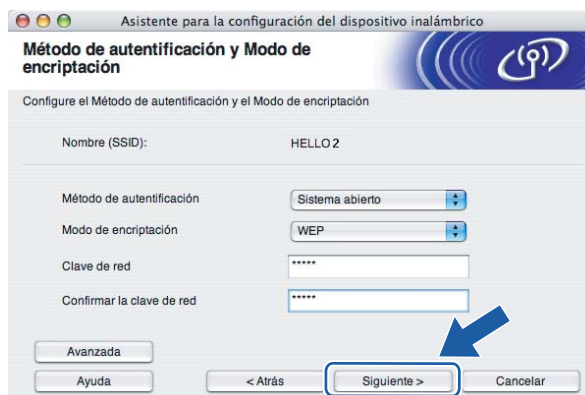 Asistente para la configuración del dispositivo inalámbrico
Método de autentificación y Modo de
encriptación
Configure el Método de autentificación y el Modo de encriptación
Nombre (SSID): HELLO 2
Método de autentificación Sistema abierto
Modo de encriptación WEP
Clave de red *****
Confirmar la clave de red *****
Avanzada
Ayuda < Atrás Siguiente > Cancelar